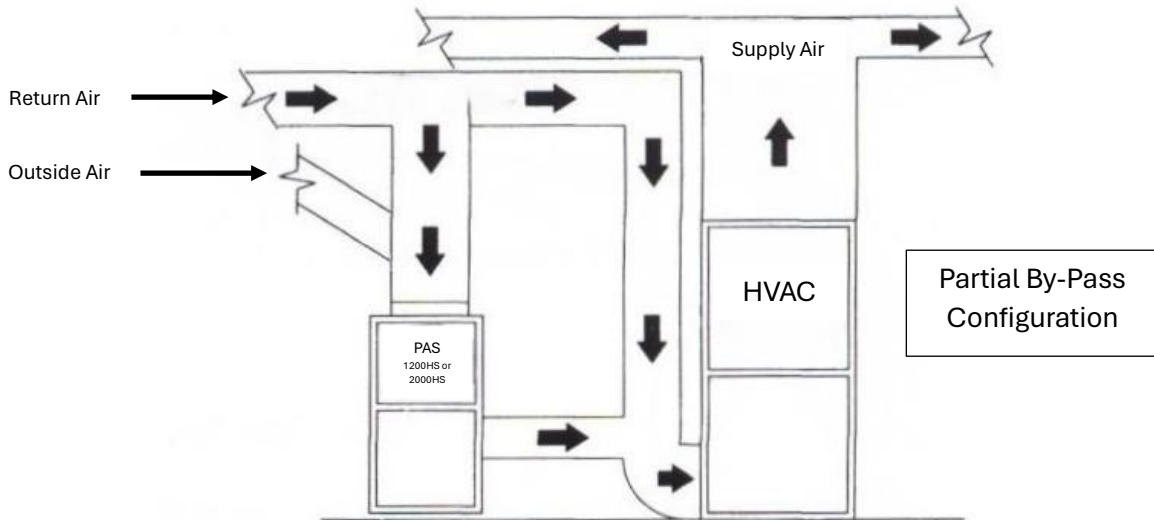 Supply Air
Return Air
Outside Air
HVAC
Partial By-Pass
Configuration
PAS
1200HS or
2000HS